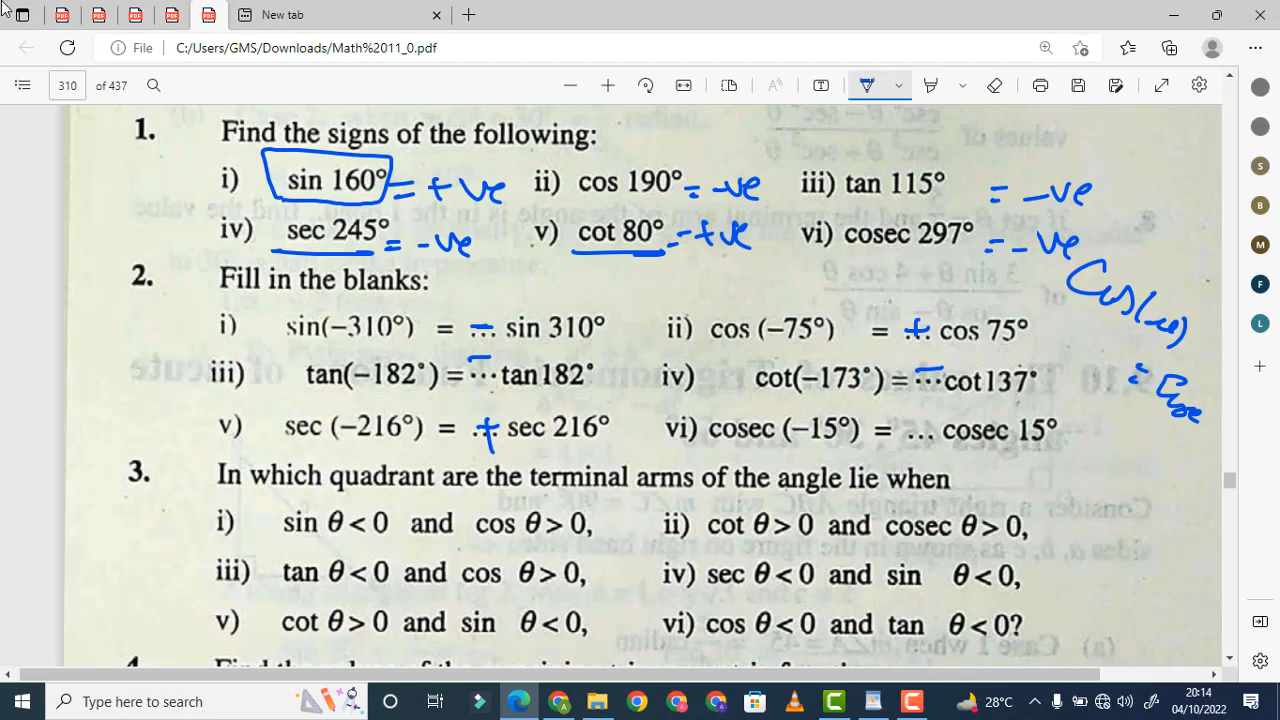 New tab
File C:/Users/GMS/Downloads/Math%2011_0.pdf
310 of 437
1. Find the signs of the following:
i) sin 160° = +ve ii) cos 190° = -ve iii) tan 115° = -ve
iv) sec 245° = -ve v) cot 80° = +ve vi) cosec 297° = -ve
Cos(-θ)
2. Fill in the blanks:
i) sin(−310°) = ... - sin 310° ii) cos (−75°) = ... + cos 75°
iii) tan(−182°) = ... - tan182° iv) cot(−173°) = ... - cot137°
= Cosθ
v) sec (−216°) = ... + sec 216° vi) cosec (−15°) = ... cosec 15°
3. In which quadrant are the terminal arms of the angle lie when
i) sin θ < 0 and cos θ > 0, ii) cot θ > 0 and cosec θ > 0,
iii) tan θ < 0 and cos θ > 0, iv) sec θ < 0 and sin θ < 0,
v) cot θ > 0 and sin θ < 0, vi) cos θ < 0 and tan θ < 0?
Type here to search
28°C
20:14
04/10/2022